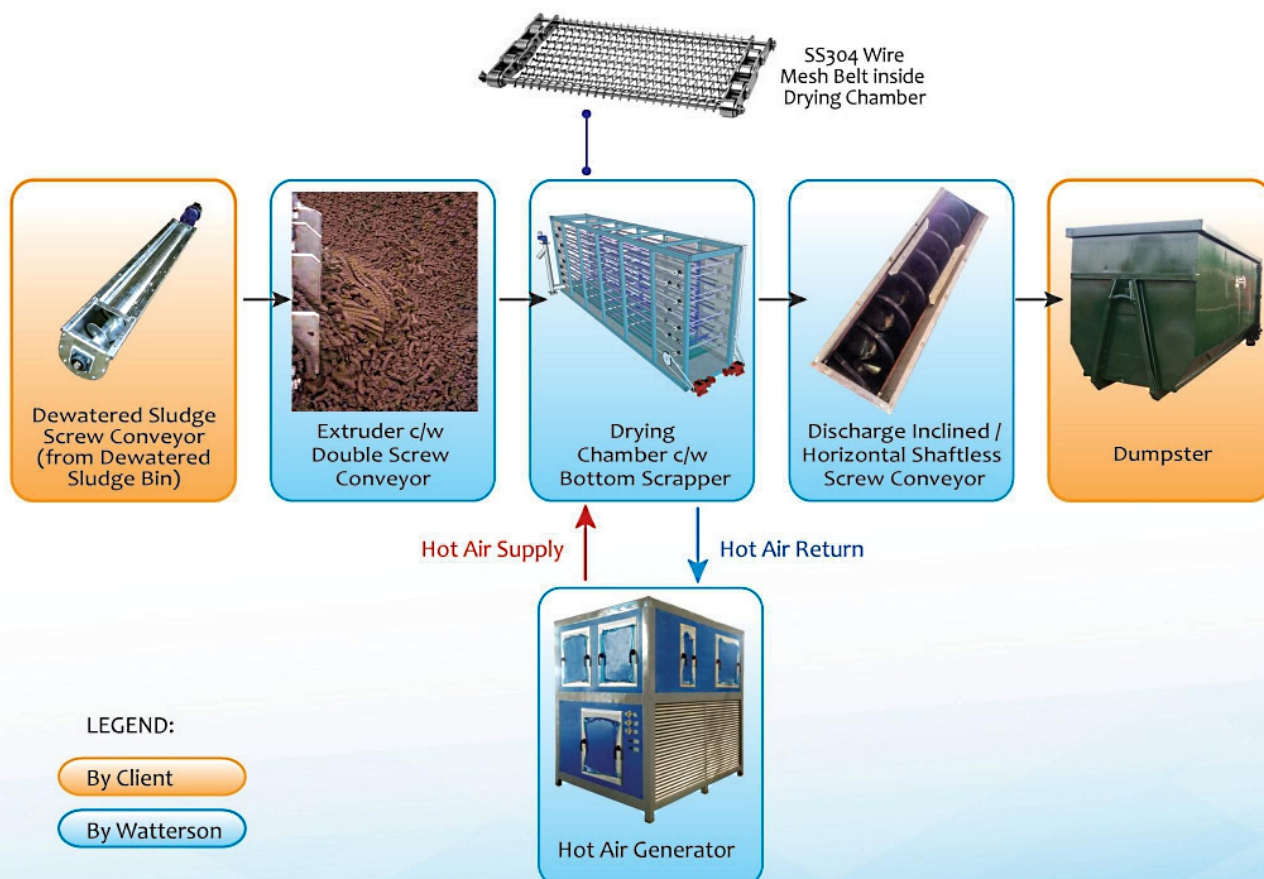 SS304 Wire
Mesh Belt inside
Drying Chamber
Dewatered Sludge
Screw Conveyor
(from Dewatered
Sludge Bin)
Extruder c/w
Double Screw
Conveyor
Drying
Chamber c/w
Bottom Scrapper
Discharge Inclined /
Horizontal Shaftless
Screw Conveyor
Dumpster
Hot Air Supply
Hot Air Return
LEGEND:
By Client
By Watterson
Hot Air Generator